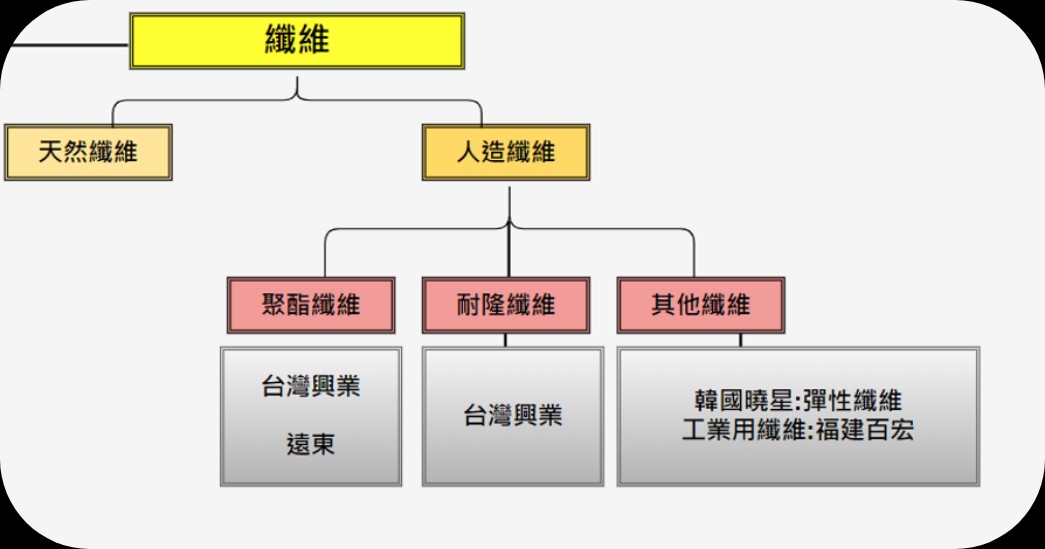 纖維
天然纖維
人造纖維
聚酯纖維
耐隆纖維
其他纖維
台灣興業
遠東
台灣興業
韓國曉星:彈性纖維
工業用纖維:福建百宏